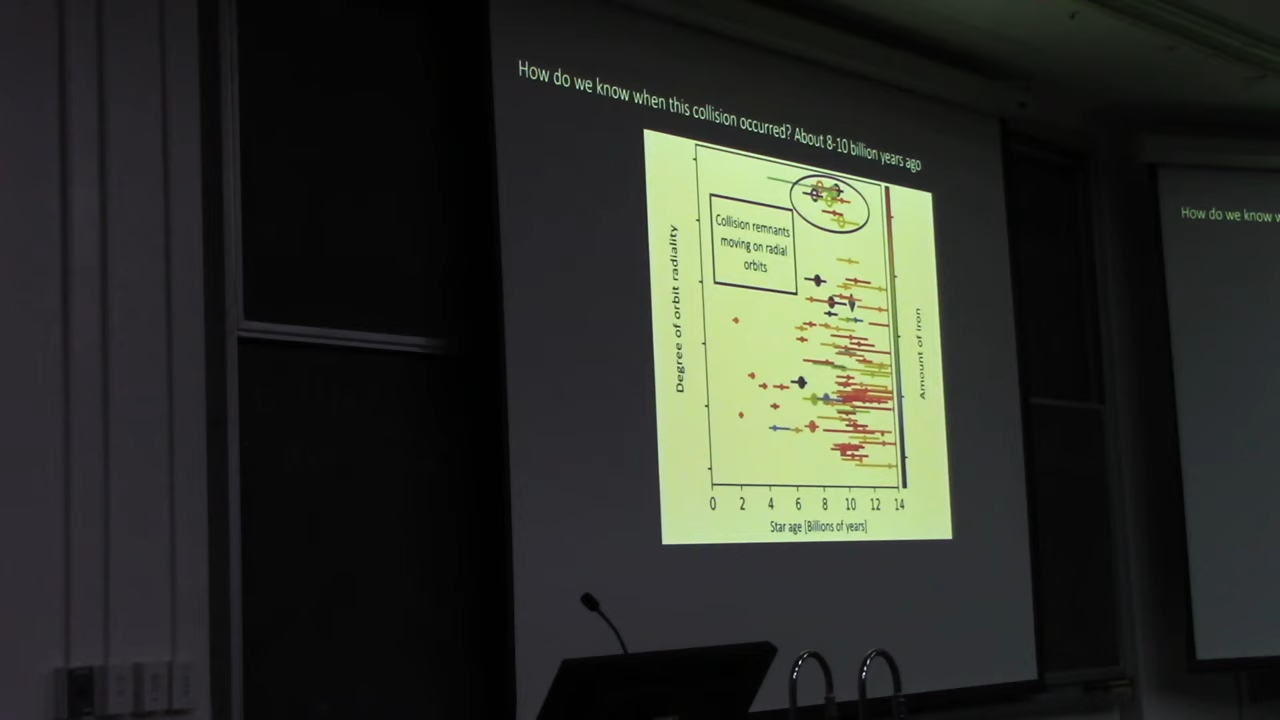 How do we know when this collision occurred? About 8-10 billion years ago
Collision remnants
moving on radial
orbits
Degree of orbit radiality
Amount of iron
0 2 4 6 8 10 12 14
Star age [Billions of years]
How do we know w